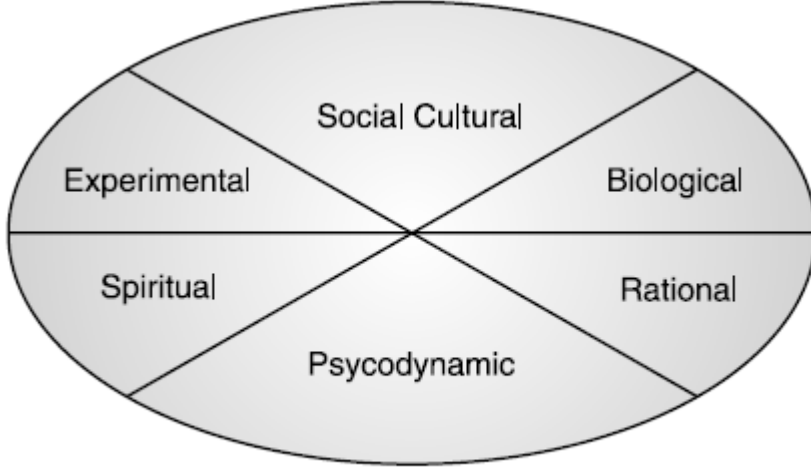 Social Cultural
Experimental
Biological
Spiritual
Rational
Psycodynamic